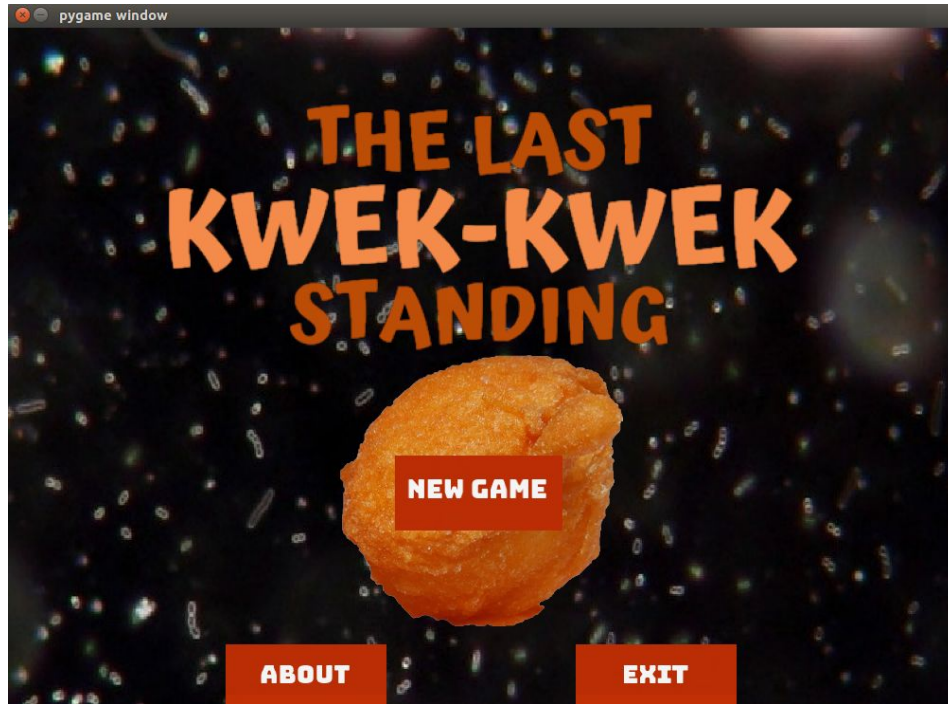 pygame window
THE LAST
KWEK-KWEK
STANDING
NEW GAME
ABOUT
EXIT